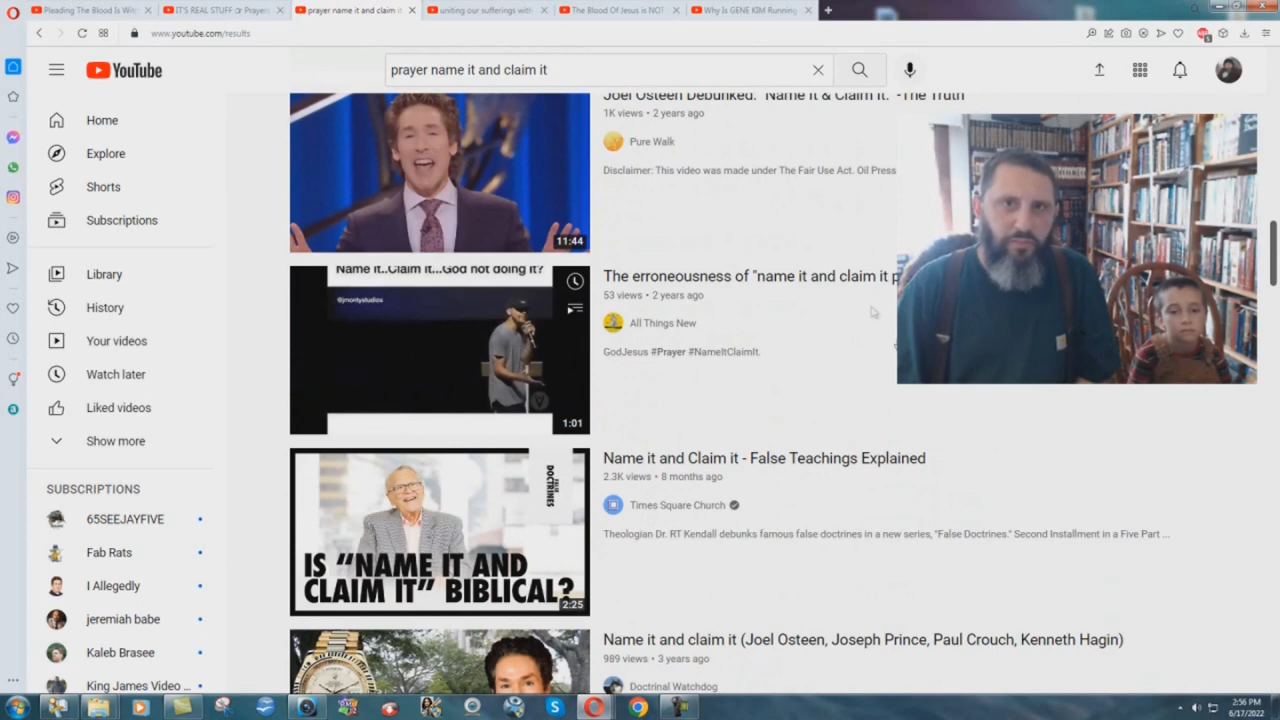 Pleading The Blood Is Wit
IT'S REAL STUFF Or Prayer
prayer name it and claim it
uniting our sufferings with
The Blood Of Jesus is NOT
Why Is GENE KIM Running
www.youtube.com/results
YouTube
prayer name it and claim it
Home
Explore
Shorts
Subscriptions
Library
History
Your videos
Watch later
Liked videos
Show more
SUBSCRIPTIONS
65SEEJAYFIVE
Fab Rats
I Allegedly
jeremiah babe
Kaleb Brasee
King James Video ...
11:44
Joel Osteen Debunked. "Name It & Claim It." -The Truth
1K views • 2 years ago
Pure Walk
Disclaimer: This video was made under The Fair Use Act. Oil Press
Name it..Claim it...God not doing it?
@jmontystudios
1:01
The erroneousness of "name it and claim it p
53 views • 2 years ago
All Things New
GodJesus #Prayer #NameItClaimIt.
FALSE DOCTRINES
IS "NAME IT AND
CLAIM IT" BIBLICAL?
2:25
Name it and Claim it - False Teachings Explained
2.3K views • 8 months ago
Times Square Church
Theologian Dr. RT Kendall debunks famous false doctrines in a new series, "False Doctrines." Second Installment in a Five Part ...
Name it and claim it (Joel Osteen, Joseph Prince, Paul Crouch, Kenneth Hagin)
989 views • 3 years ago
Doctrinal Watchdog
2:56 PM
6/17/2022